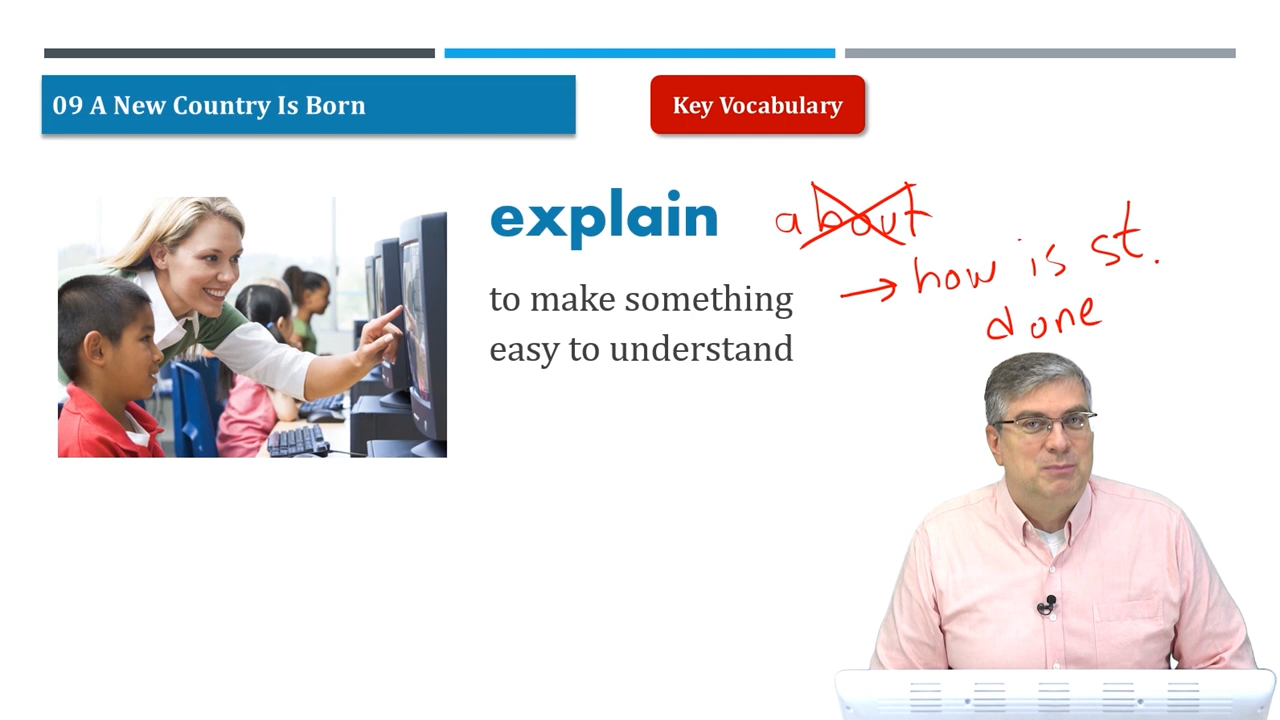 09 A New Country Is Born
Key Vocabulary
explain
about
→ how is st.
done
to make something
easy to understand